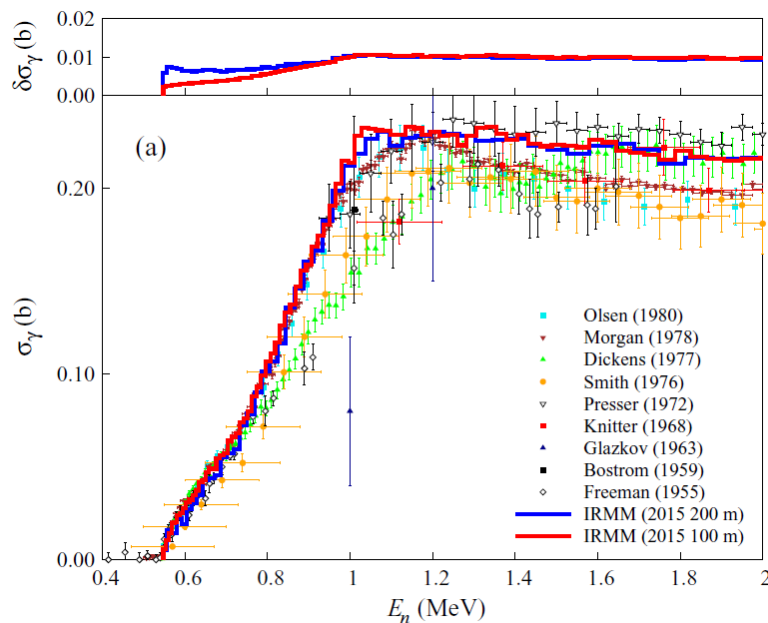 0.02
0.01
0.00
δσγ (b)
(a)
0.20
0.10
0.00
σγ (b)
Olsen (1980)
Morgan (1978)
Dickens (1977)
Smith (1976)
Presser (1972)
Knitter (1968)
Glazkov (1963)
Bostrom (1959)
Freeman (1955)
IRMM (2015 200 m)
IRMM (2015 100 m)
0.4 0.6 0.8 1 1.2 1.4 1.6 1.8 2
En (MeV)